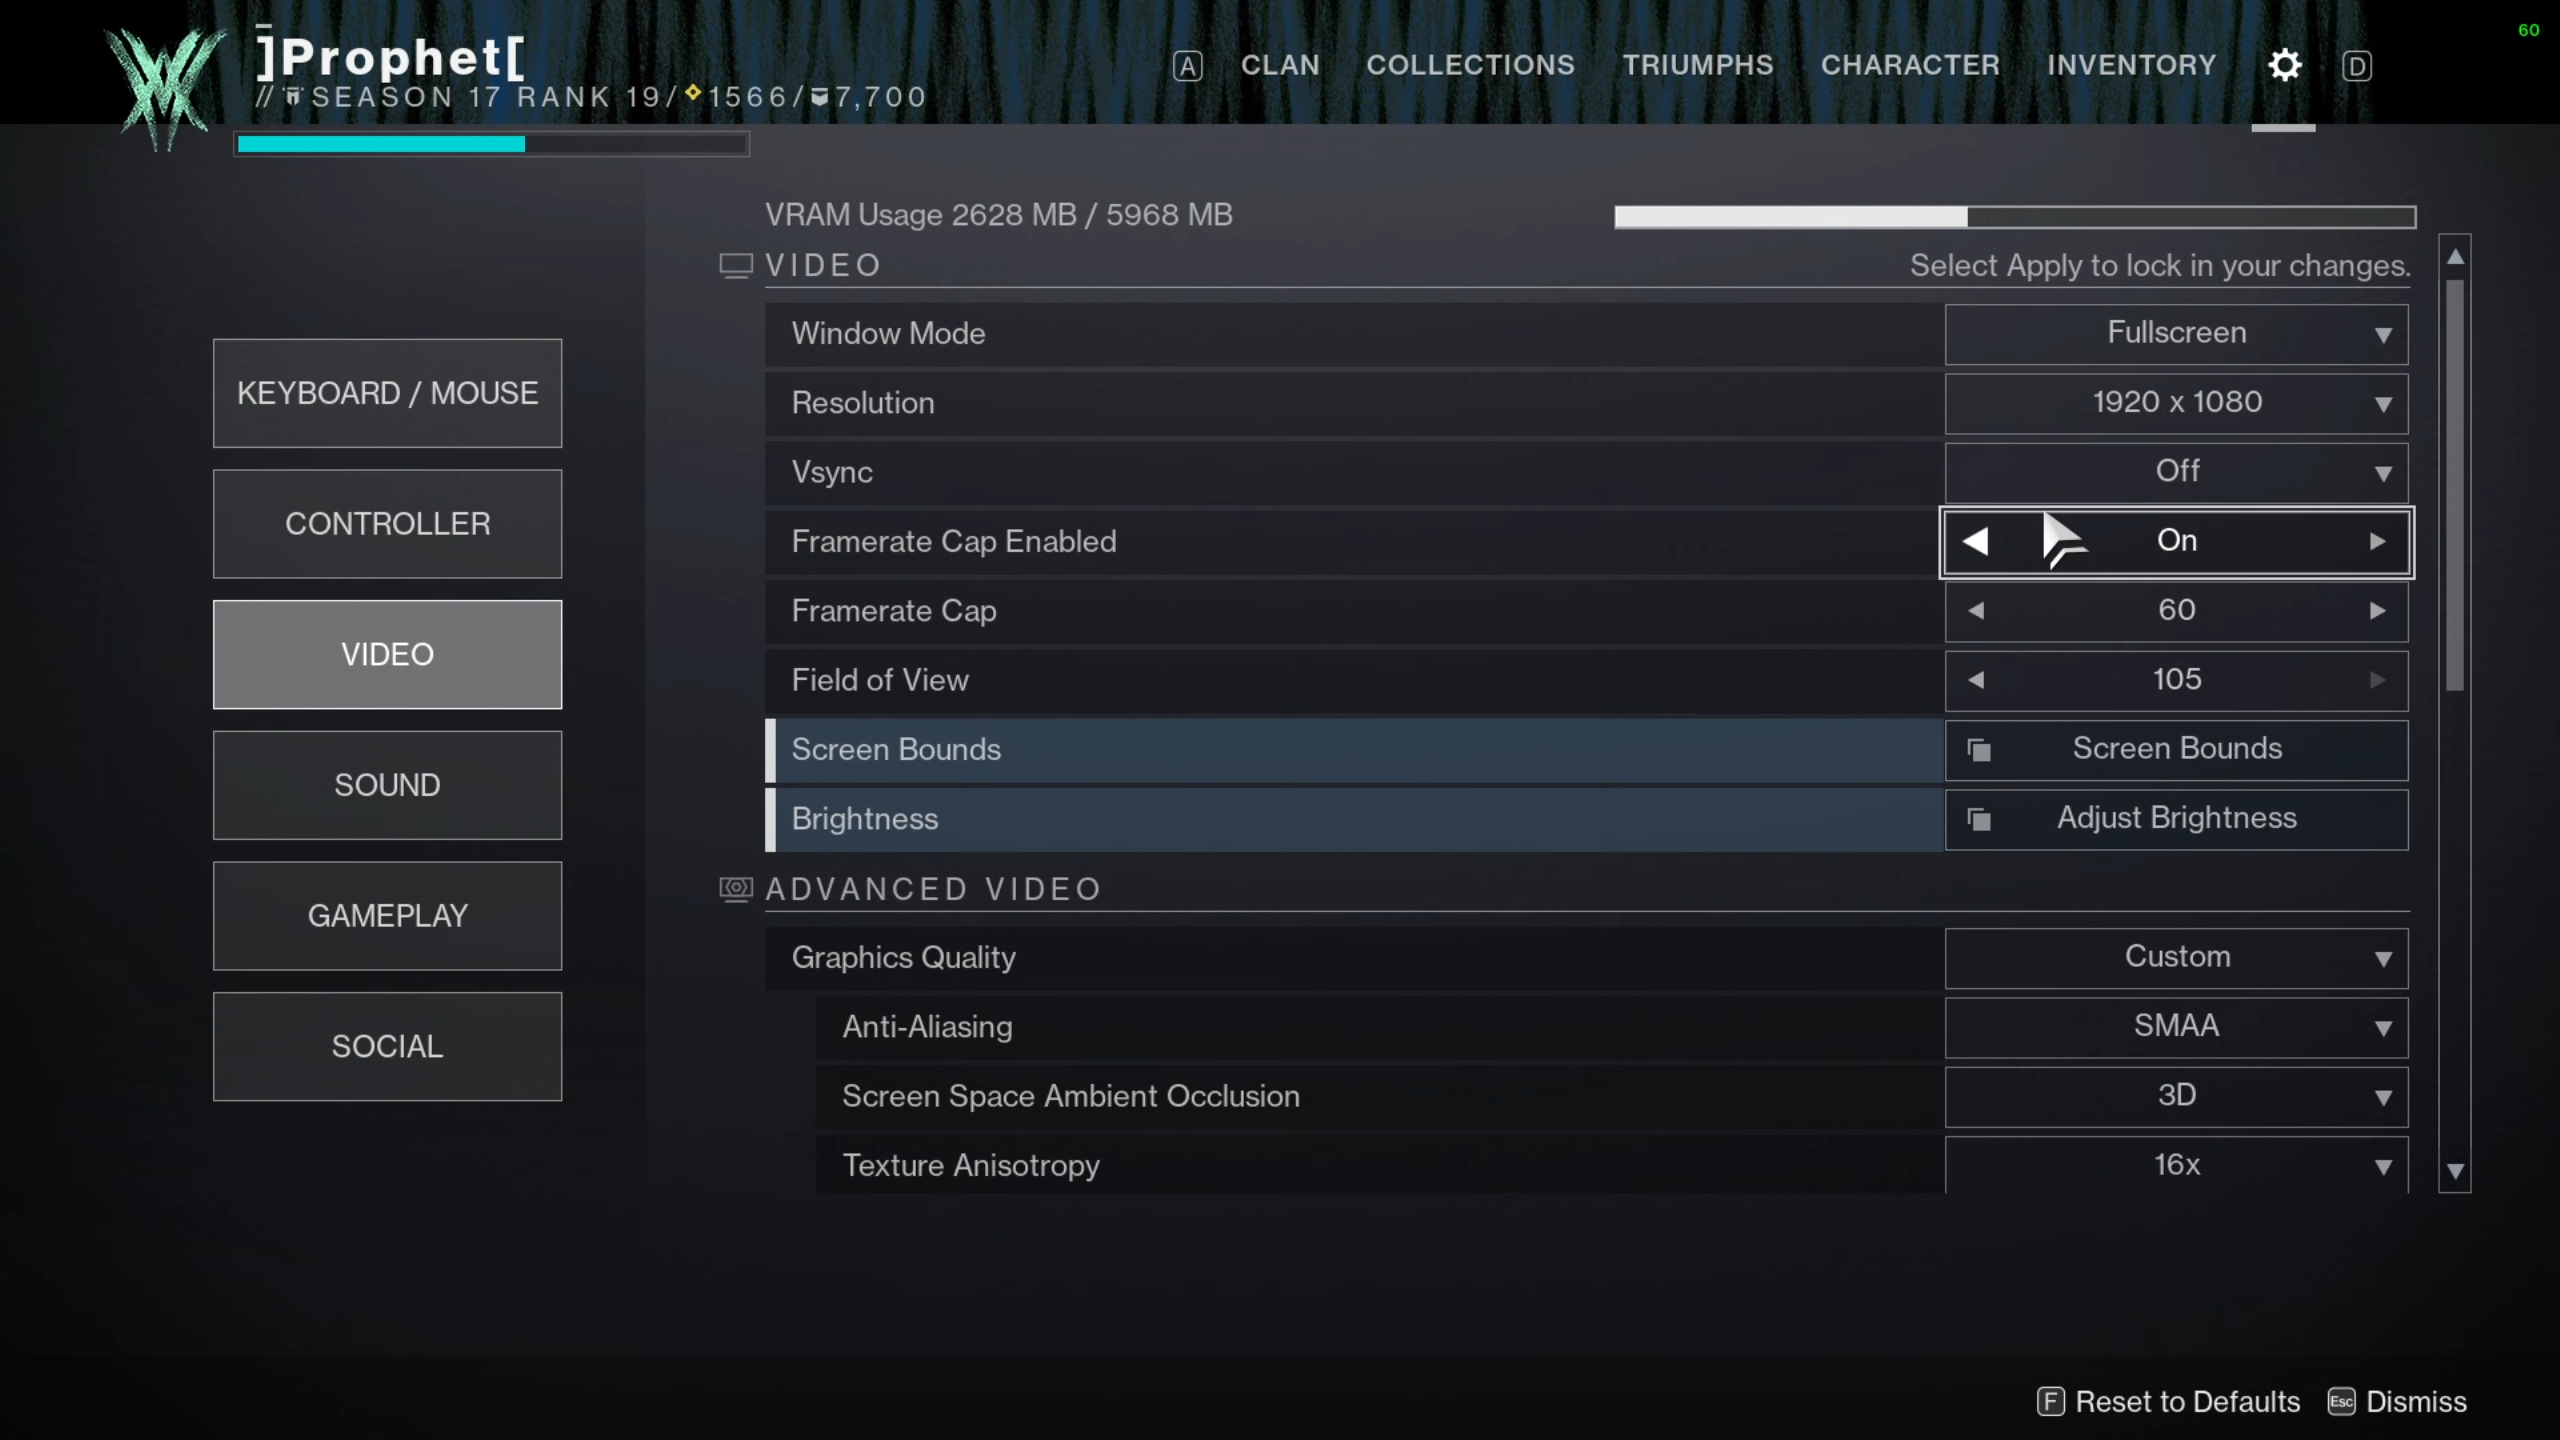 ]Prophet[
// SEASON 17 RANK 19/1566/7,700
A CLAN COLLECTIONS TRIUMPHS CHARACTER INVENTORY D
60
VRAM Usage 2628 MB / 5968 MB
VIDEO
Select Apply to lock in your changes.
Window Mode Fullscreen
Resolution 1920 x 1080
Vsync Off
Framerate Cap Enabled On
Framerate Cap 60
Field of View 105
Screen Bounds Screen Bounds
Brightness Adjust Brightness
ADVANCED VIDEO
Graphics Quality Custom
Anti-Aliasing SMAA
Screen Space Ambient Occlusion 3D
Texture Anisotropy 16x
KEYBOARD / MOUSE
CONTROLLER
VIDEO
SOUND
GAMEPLAY
SOCIAL
F Reset to Defaults Esc Dismiss